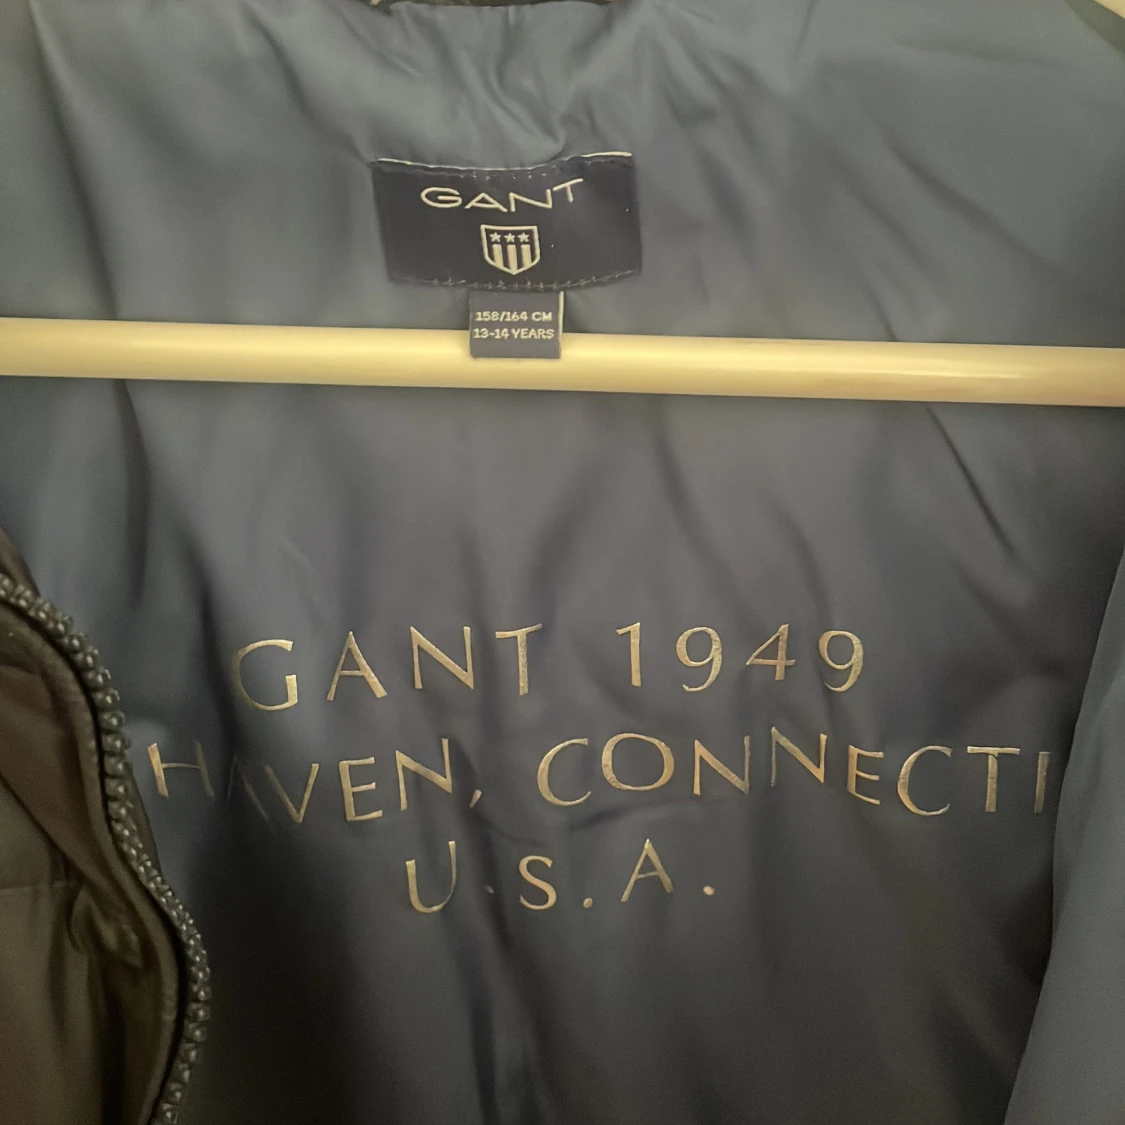 GANT
158/164 CM
13-14 YEARS
GANT 1949
HAVEN, CONNECTI
U.S.A.